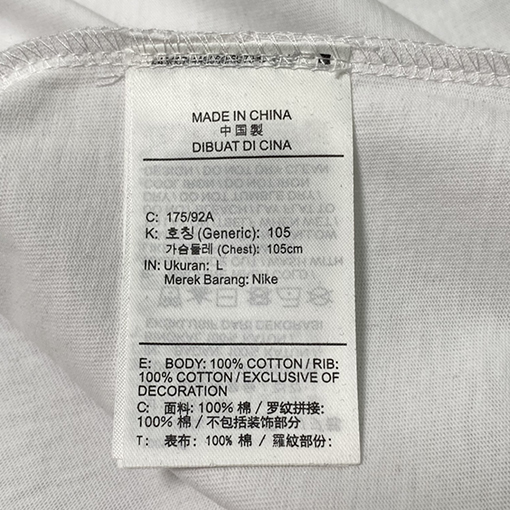 MADE IN CHINA
中国製
DIBUAT DI CINA
C: 175/92A
K: 호칭 (Generic): 105
가슴둘레 (Chest): 105cm
IN: Ukuran: L
Merek Barang: Nike
E: BODY: 100% COTTON / RIB:
100% COTTON / EXCLUSIVE OF
DECORATION
C: 面料: 100% 棉 / 罗纹拼接:
100% 棉 / 不包括装饰部分
T: 表布: 100% 棉 / 羅紋部份: